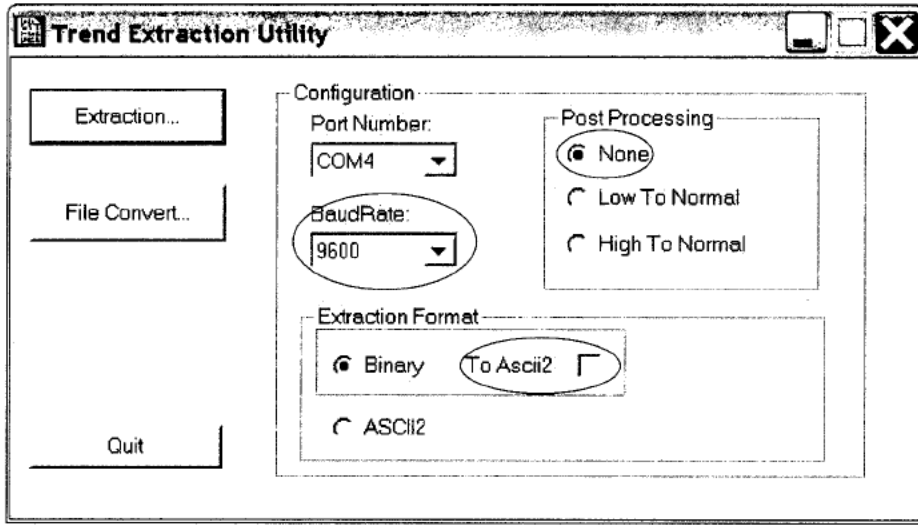 Trend Extraction Utility
Extraction...
File Convert...
Quit
Configuration
Port Number:
COM4
BaudRate:
9600
Post Processing
None
Low To Normal
High To Normal
Extraction Format
Binary To Ascii2
ASCII2